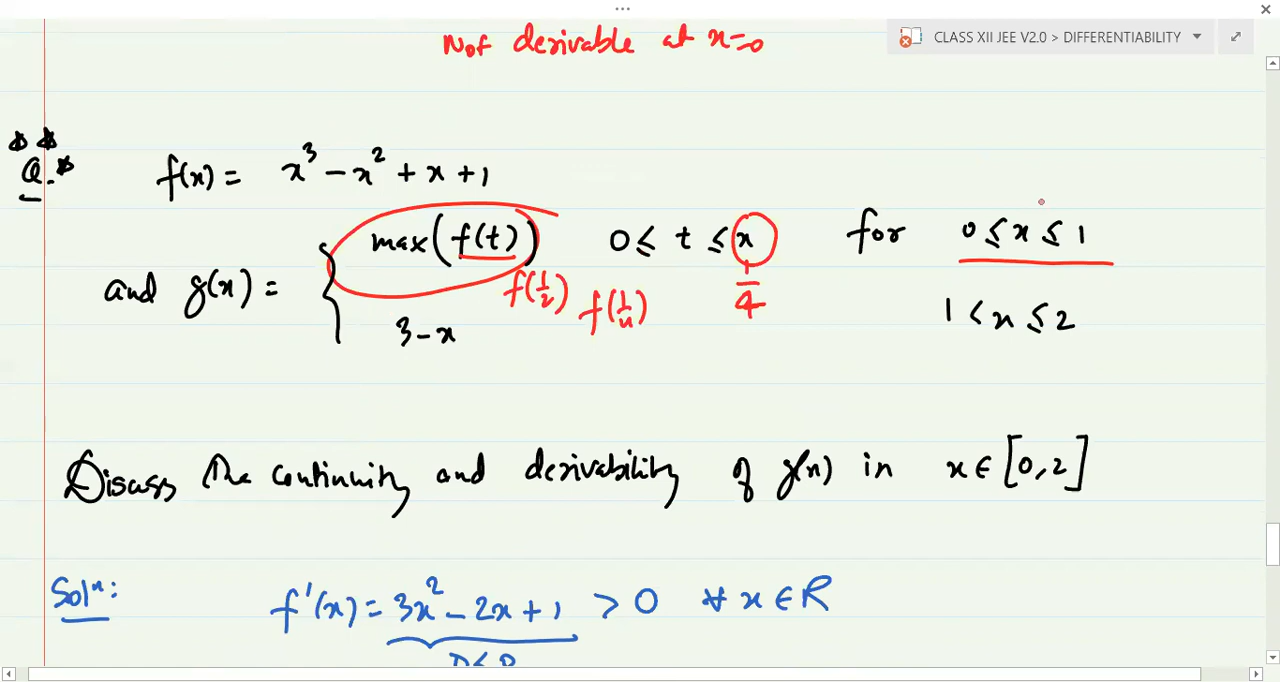 Not derivable at x=0
CLASS XII JEE V2.0 > DIFFERENTIABILITY
Q. f(x) = x³ - x² + x + 1
and g(x) = { max(f(t)) 0 ≤ t ≤ x for 0 ≤ x ≤ 1
f(1/2) f(1/n) 1/4
3-x 1 < x ≤ 2
Discuss the continuity and derivability of g(x) in x ∈ [0,2]
Solⁿ: f'(x) = 3x² - 2x + 1 > 0 ∀ x ∈ R